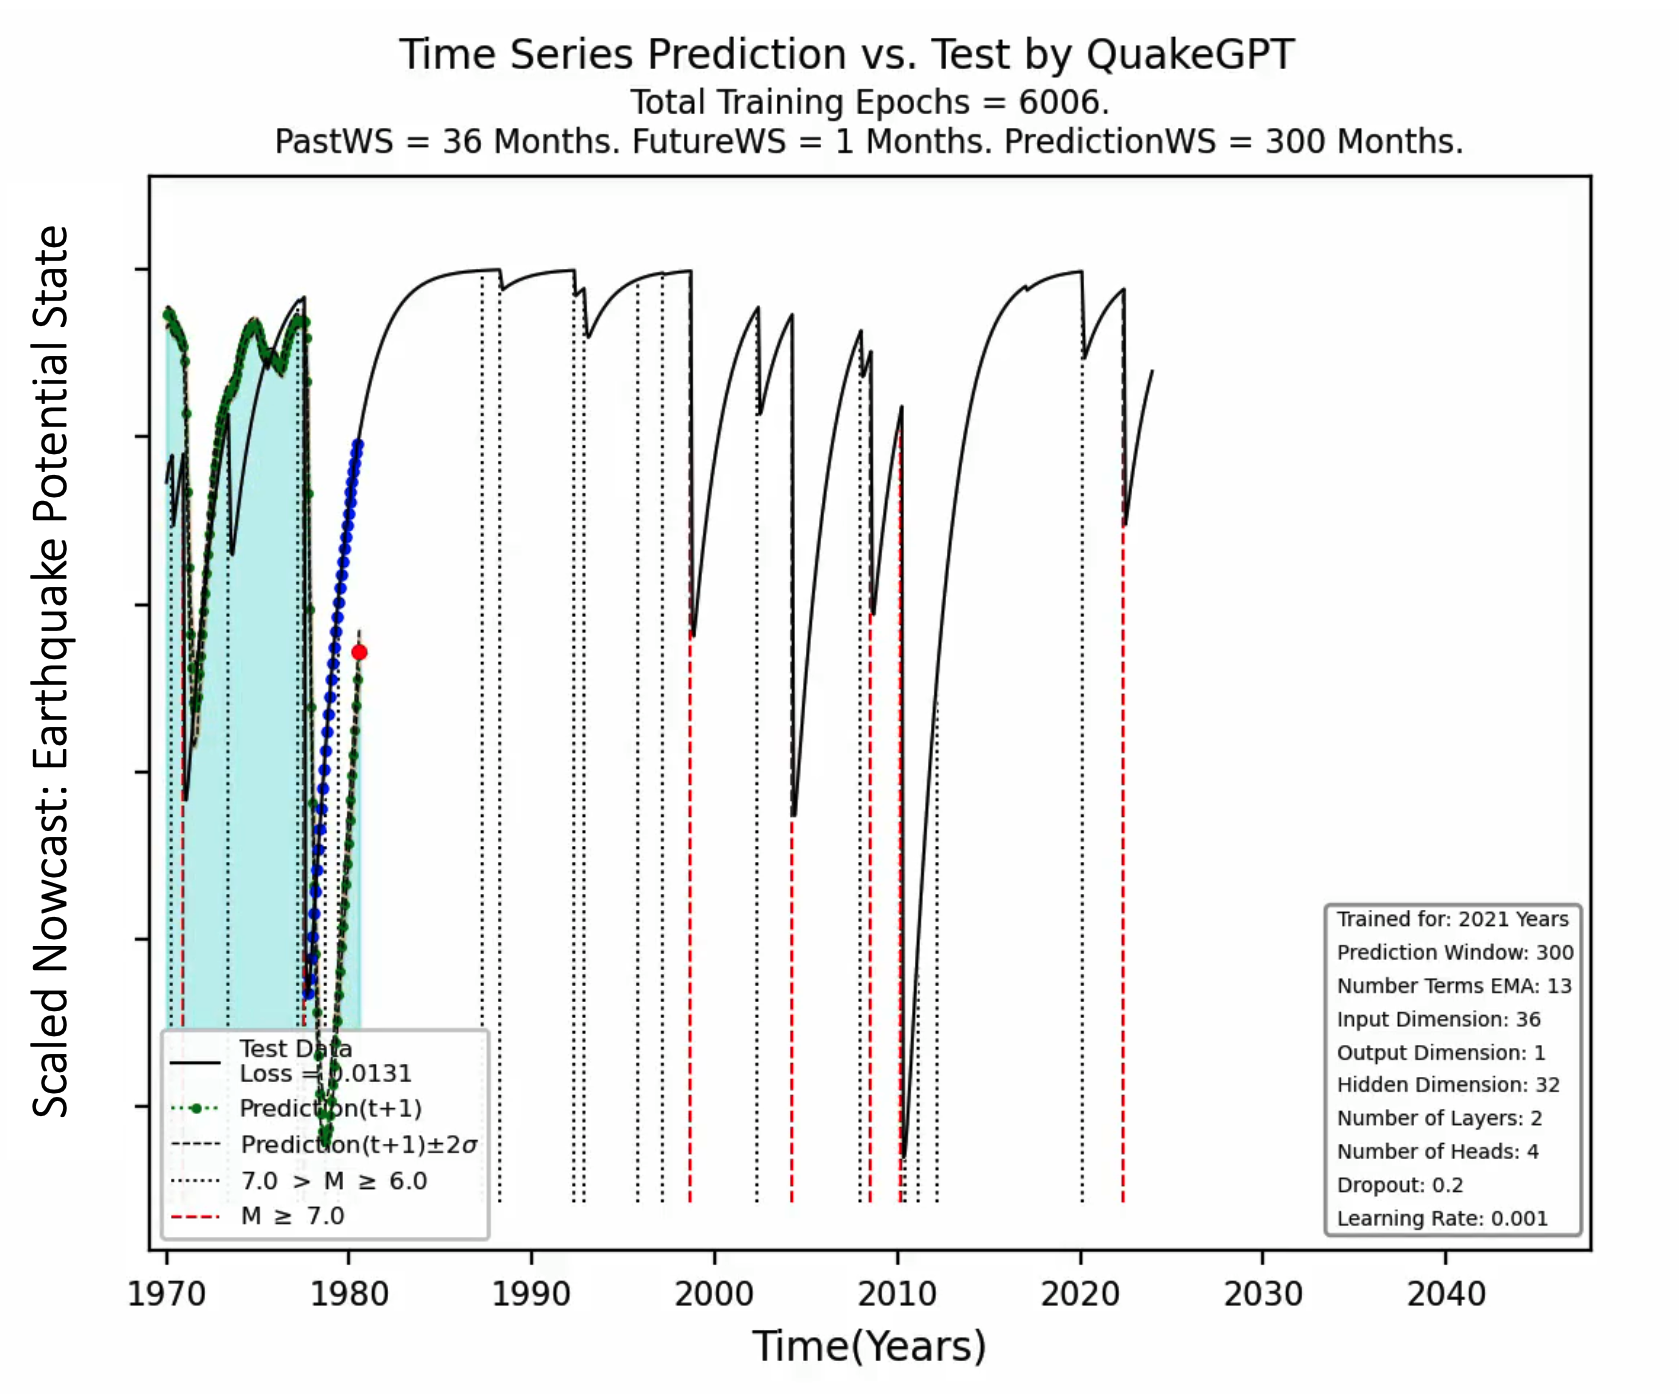 Time Series Prediction vs. Test by QuakeGPT
Total Training Epochs = 6006.
PastWS = 36 Months. FutureWS = 1 Months. PredictionWS = 300 Months.
Scaled Nowcast: Earthquake Potential State
Trained for: 2021 Years
Prediction Window: 300
Number Terms EMA: 13
Input Dimension: 36
Output Dimension: 1
Hidden Dimension: 32
Number of Layers: 2
Number of Heads: 4
Dropout: 0.2
Learning Rate: 0.001
Test Data
Loss = 0.0131
Prediction(t+1)
Prediction(t+1)±2σ
7.0 > M ≥ 6.0
M ≥ 7.0
1970 1980 1990 2000 2010 2020 2030 2040
Time(Years)